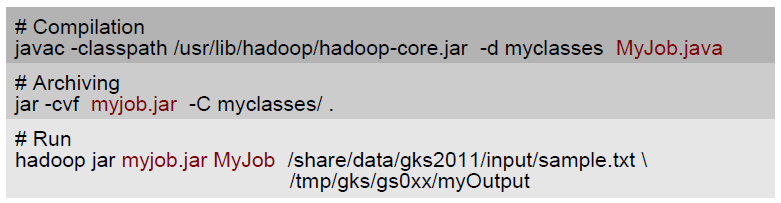 # Compilation
javac -classpath /usr/lib/hadoop/hadoop-core.jar -d myclasses MyJob.java
# Archiving
jar -cvf myjob.jar -C myclasses/ .
# Run
hadoop jar myjob.jar MyJob /share/data/gks2011/input/sample.txt \
/tmp/gks/gs0xx/myOutput